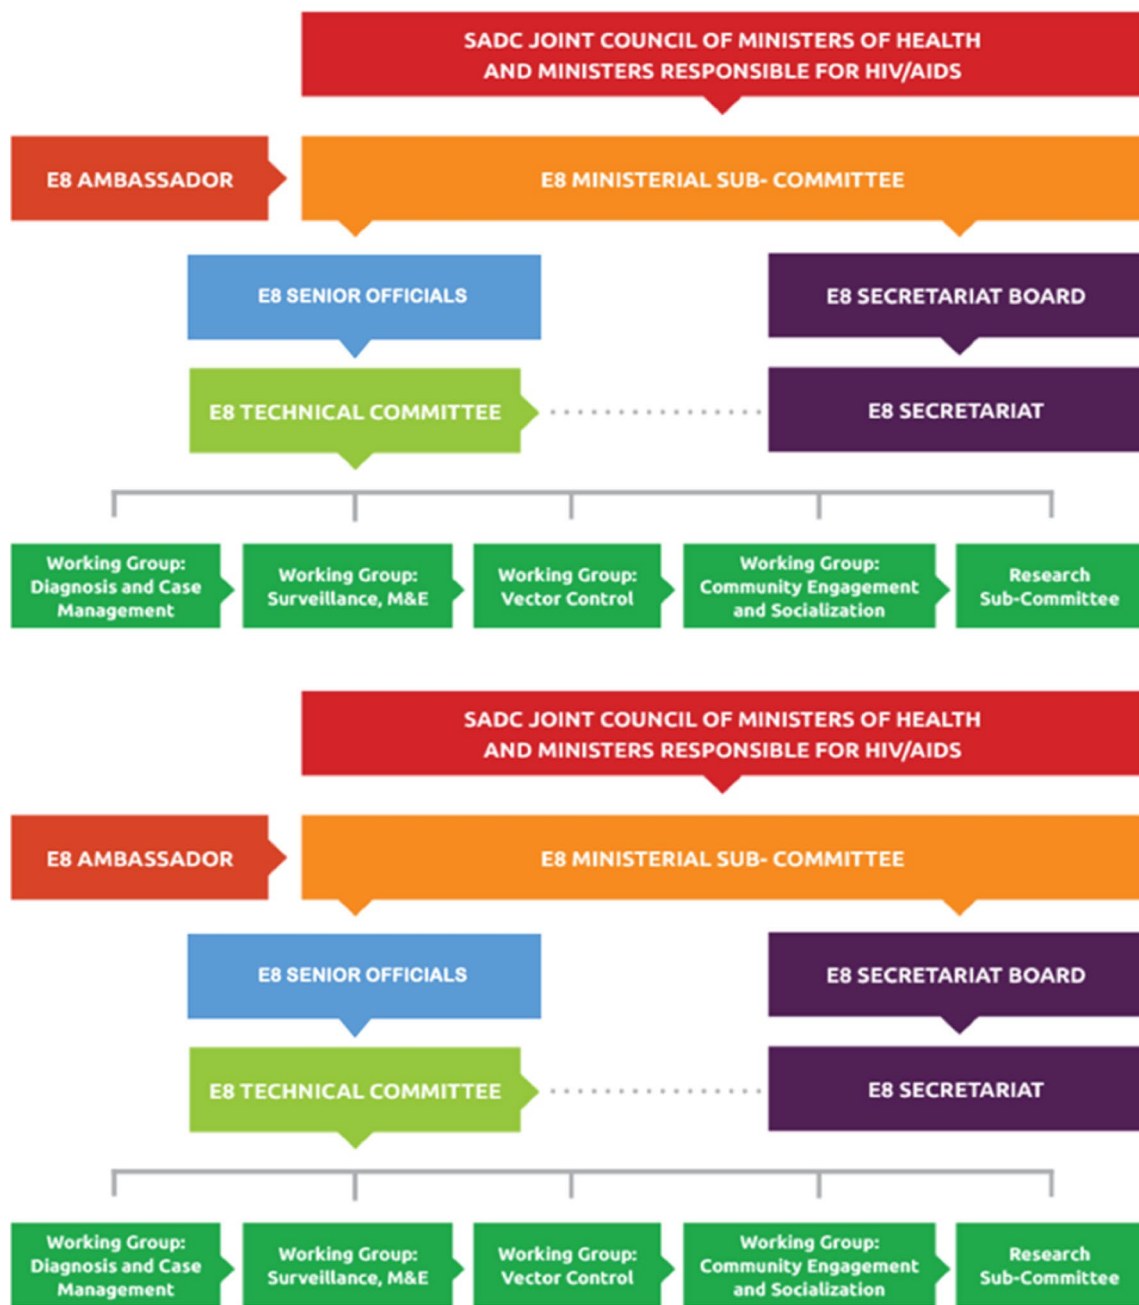 SADC JOINT COUNCIL OF MINISTERS OF HEALTH
AND MINISTERS RESPONSIBLE FOR HIV/AIDS
E8 AMBASSADOR
E8 MINISTERIAL SUB- COMMITTEE
E8 SENIOR OFFICIALS
E8 SECRETARIAT BOARD
E8 TECHNICAL COMMITTEE
E8 SECRETARIAT
Working Group:
Diagnosis and Case
Management
Working Group:
Surveillance, M&E
Working Group:
Vector Control
Working Group:
Community Engagement
and Socialization
Research
Sub-Committee
SADC JOINT COUNCIL OF MINISTERS OF HEALTH
AND MINISTERS RESPONSIBLE FOR HIV/AIDS
E8 AMBASSADOR
E8 MINISTERIAL SUB- COMMITTEE
E8 SENIOR OFFICIALS
E8 SECRETARIAT BOARD
E8 TECHNICAL COMMITTEE
E8 SECRETARIAT
Working Group:
Diagnosis and Case
Management
Working Group:
Surveillance, M&E
Working Group:
Vector Control
Working Group:
Community Engagement
and Socialization
Research
Sub-Committee